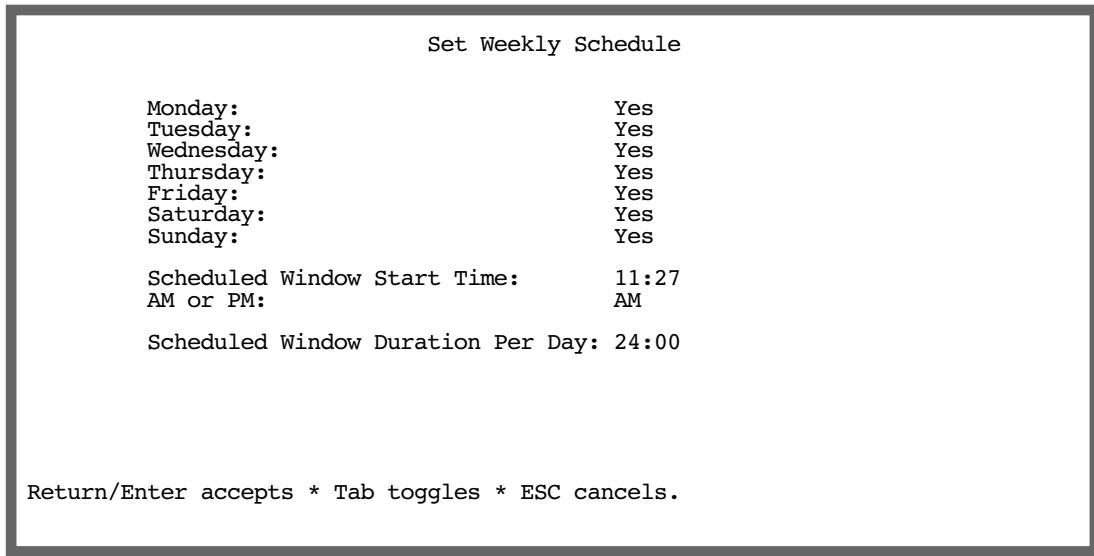 Set Weekly Schedule
Monday: Yes
Tuesday: Yes
Wednesday: Yes
Thursday: Yes
Friday: Yes
Saturday: Yes
Sunday: Yes
Scheduled Window Start Time: 11:27
AM or PM: AM
Scheduled Window Duration Per Day: 24:00
Return/Enter accepts * Tab toggles * ESC cancels.